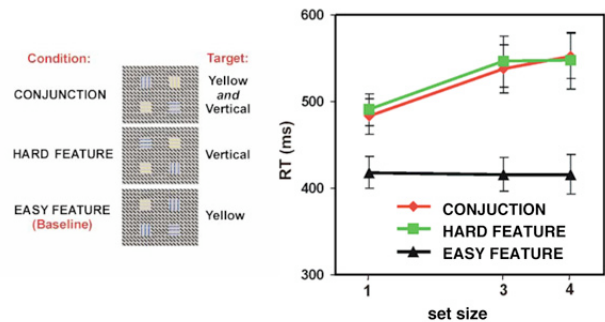 Condition: Target:
CONJUNCTION
Yellow
and
Vertical
HARD FEATURE Vertical
EASY FEATURE
(Baseline)
Yellow
600
500
400
300
RT (ms)
CONJUCTION
HARD FEATURE
EASY FEATURE
1 3 4
set size